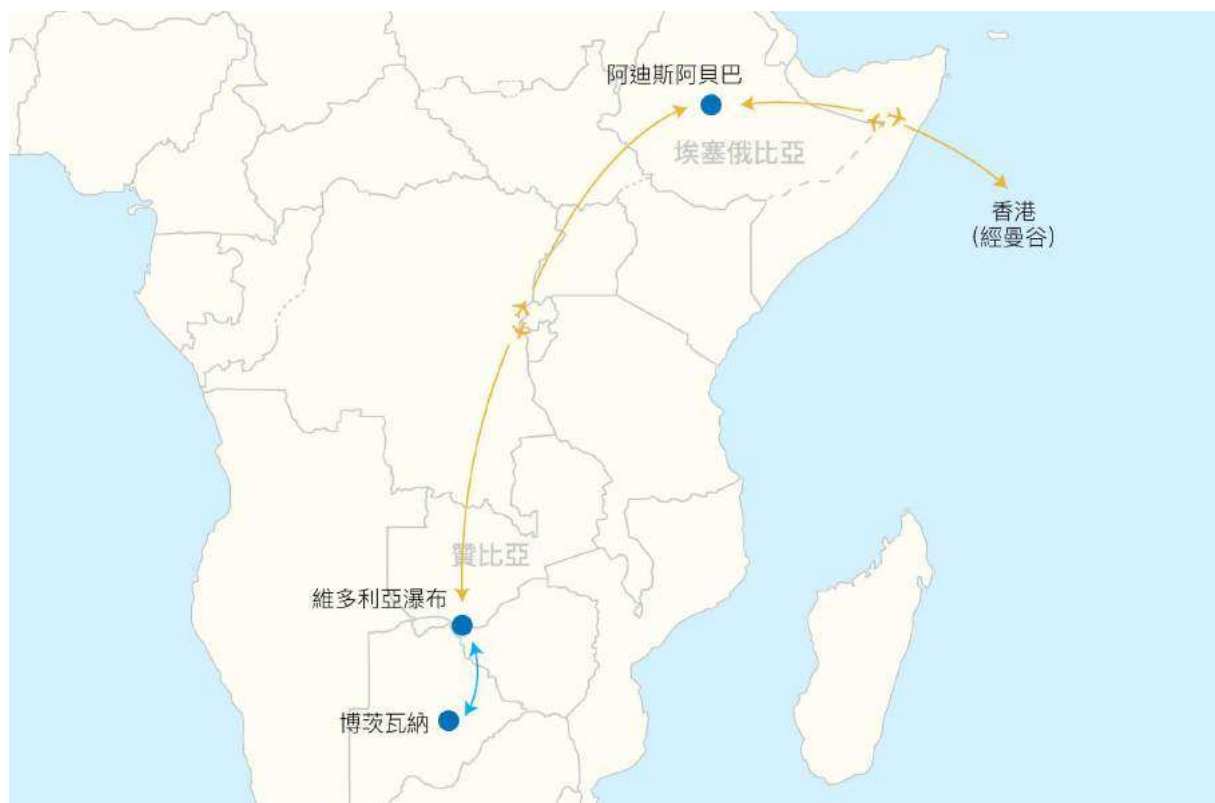 阿迪斯阿貝巴
埃塞俄比亞
香港
(經曼谷)
贊比亞
維多利亞瀑布
博茨瓦納